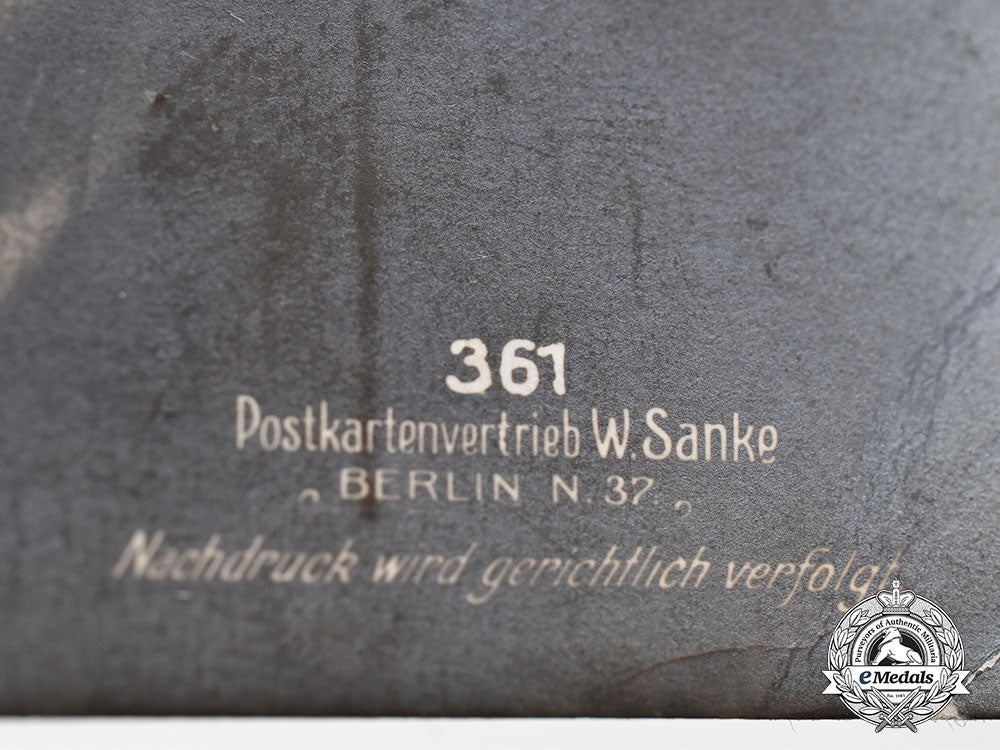 361
Postkartenvertrieb W. Sanke
BERLIN N. 37.
Nachdruck wird gerichtlich verfolgt
Purveyors of Authentic Militaria
eMedals